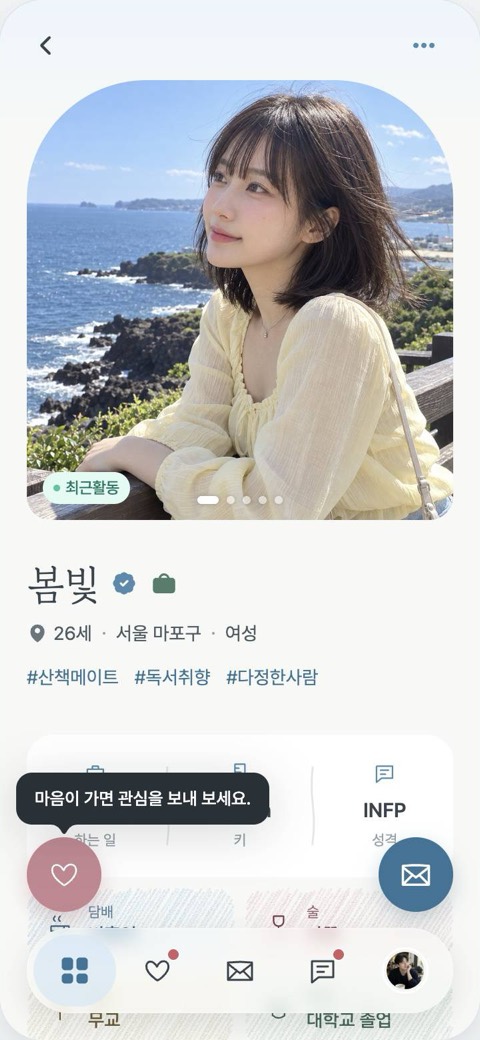 최근활동
봄빛
26세 · 서울 마포구 · 여성
#산책메이트 #독서취향 #다정한사람
마음이 가면 관심을 보내 보세요.
INFP
하는 일
키
성격
담배
술
무교
대학교 졸업